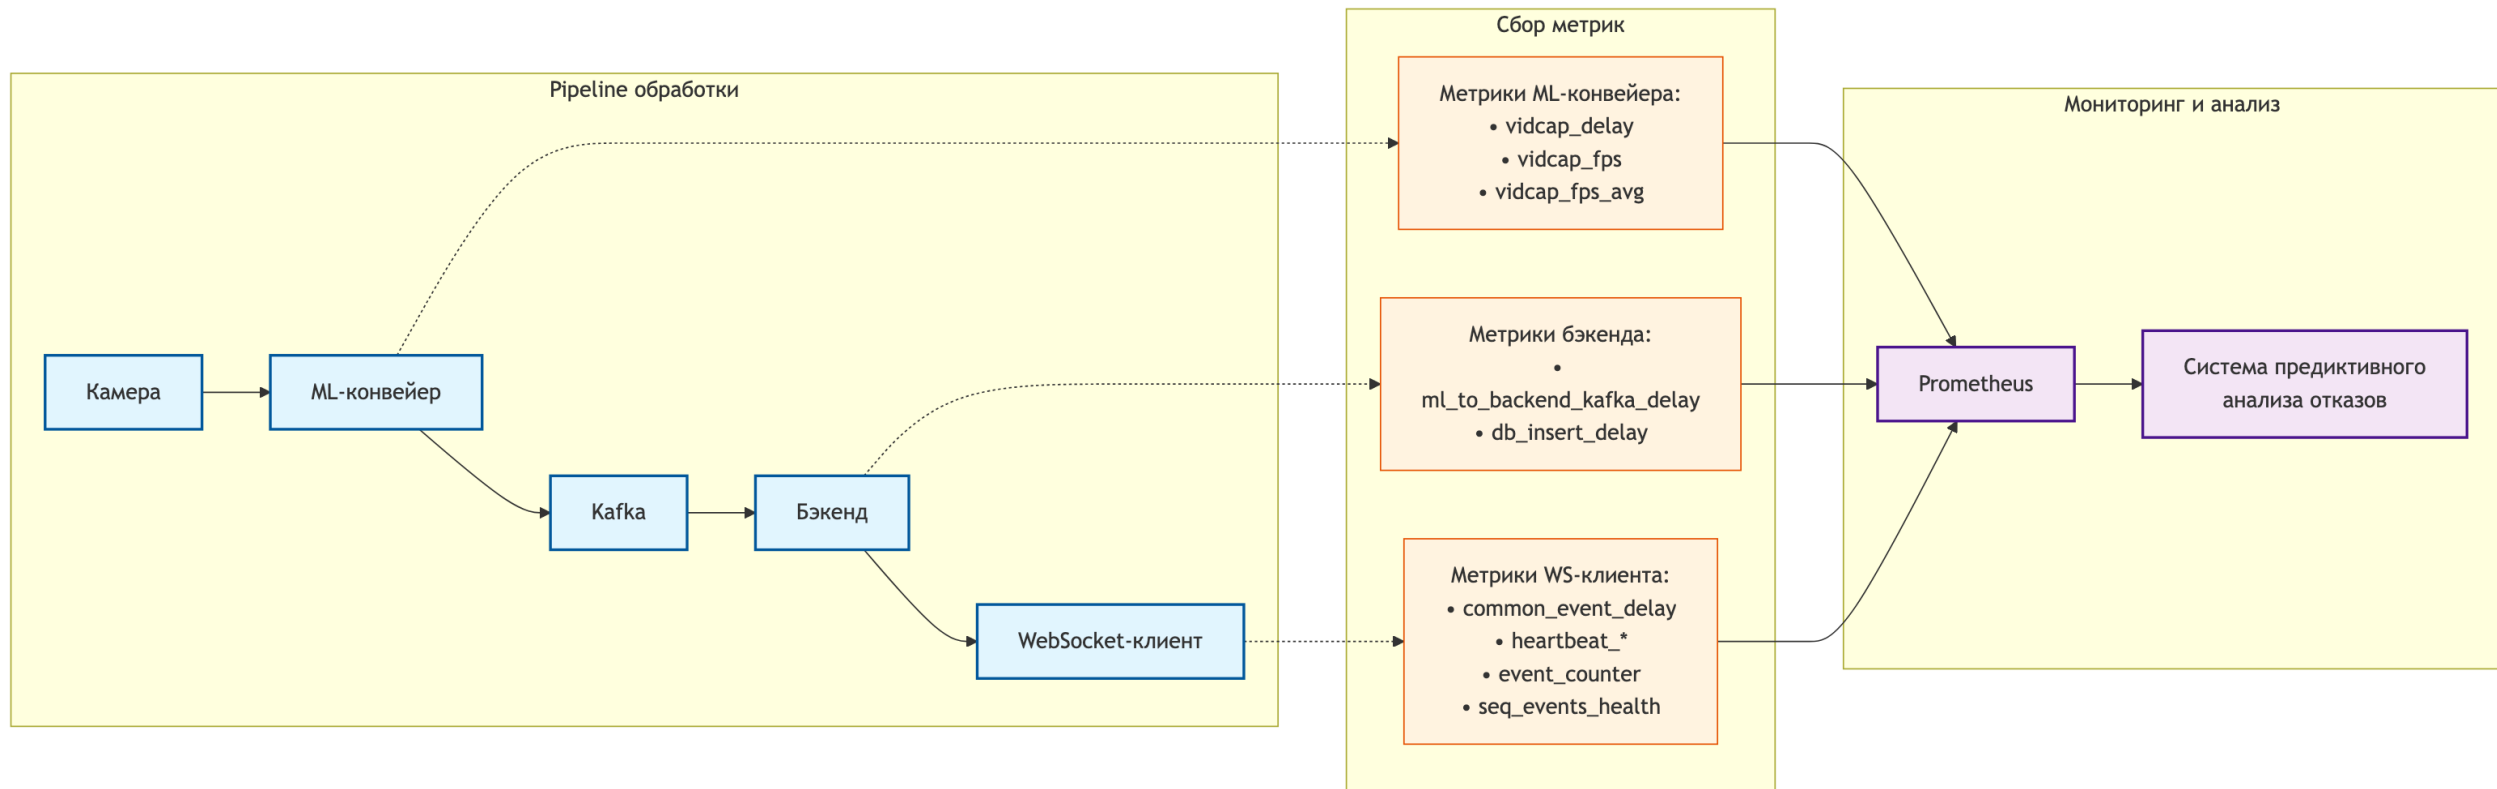 Pipeline обработки
Камера
ML-конвейер
Kafka
Бэкенд
WebSocket-клиент
Сбор метрик
Метрики ML-конвейера:
• vidcap_delay
• vidcap_fps
• vidcap_fps_avg
Метрики бэкенда:
•
ml_to_backend_kafka_delay
• db_insert_delay
Метрики WS-клиента:
• common_event_delay
• heartbeat_*
• event_counter
• seq_events_health
Мониторинг и анализ
Prometheus
Система предиктивного
анализа отказов